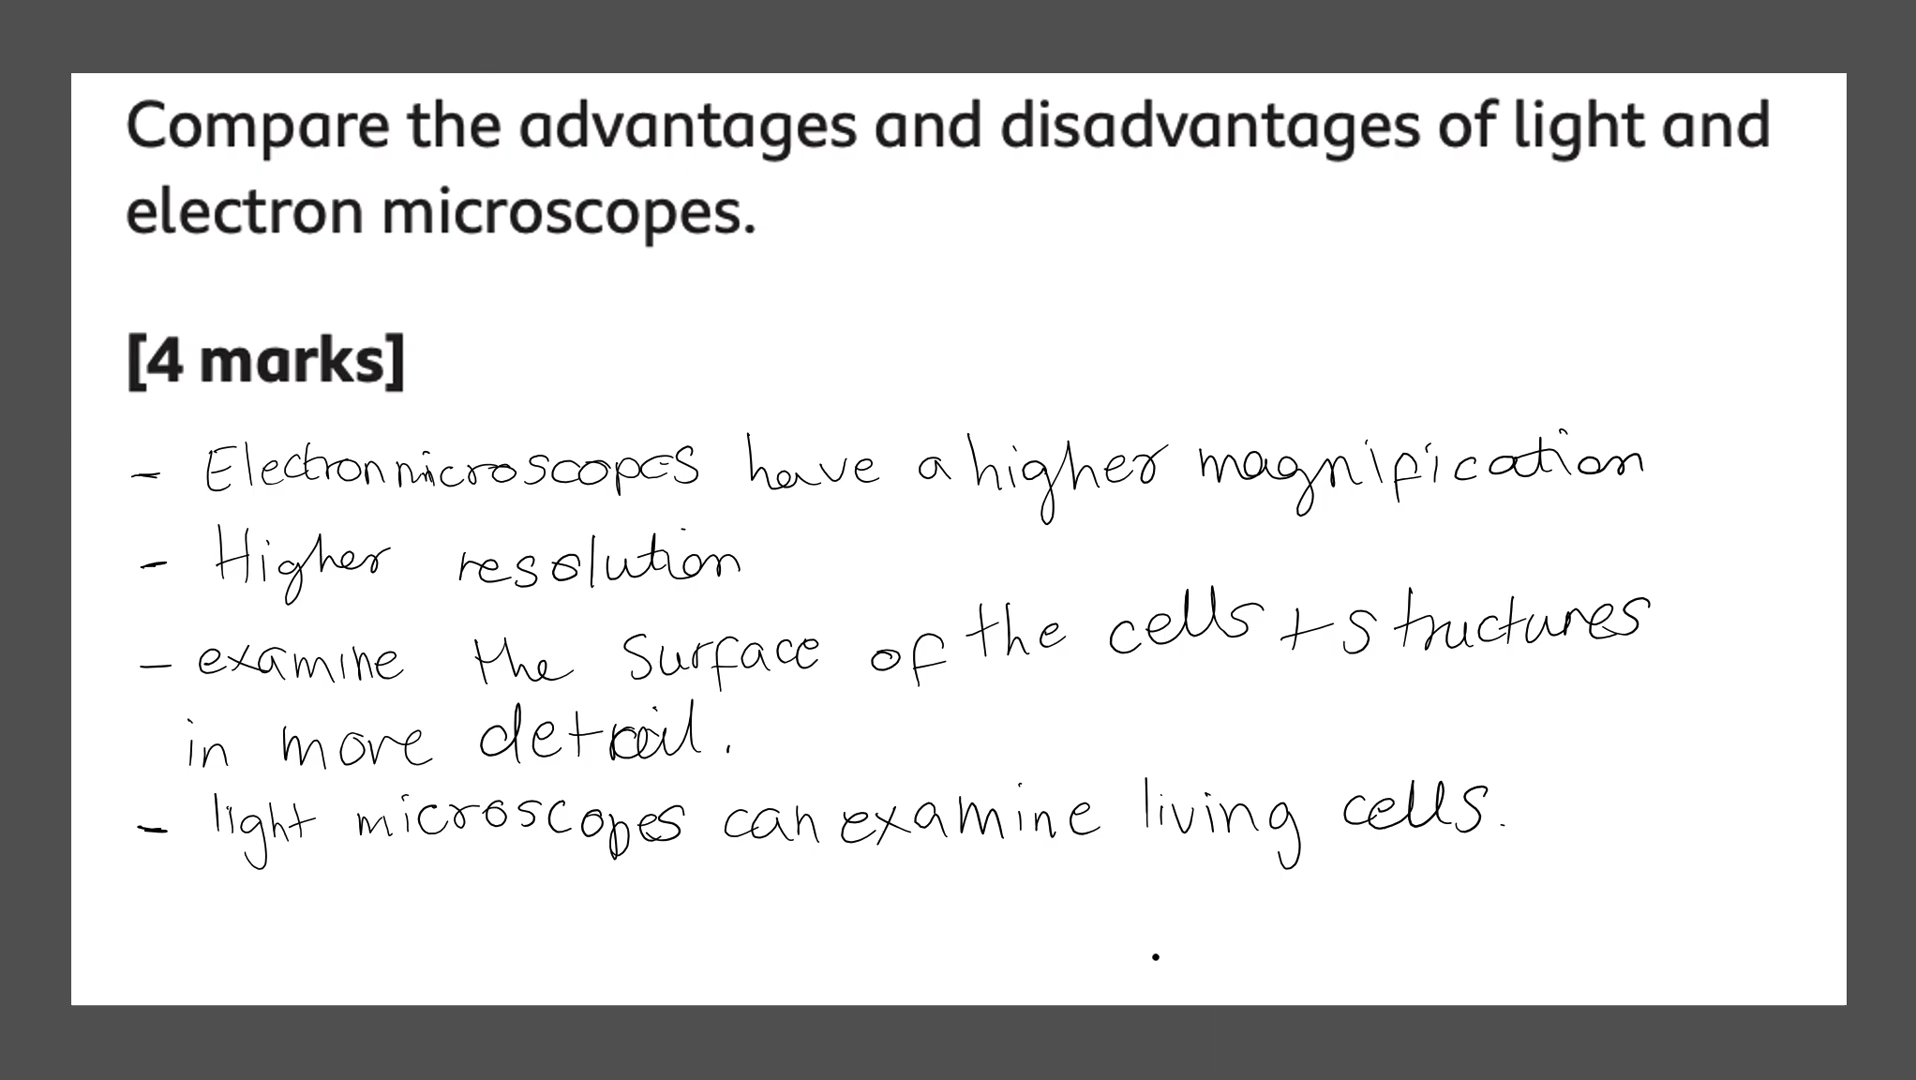 Compare the advantages and disadvantages of light and
electron microscopes.
[4 marks]
- Electron microscopes have a higher magnification
- Higher resolution
- examine the surface of the cells + structures
in more detail.
- light microscopes can examine living cells.